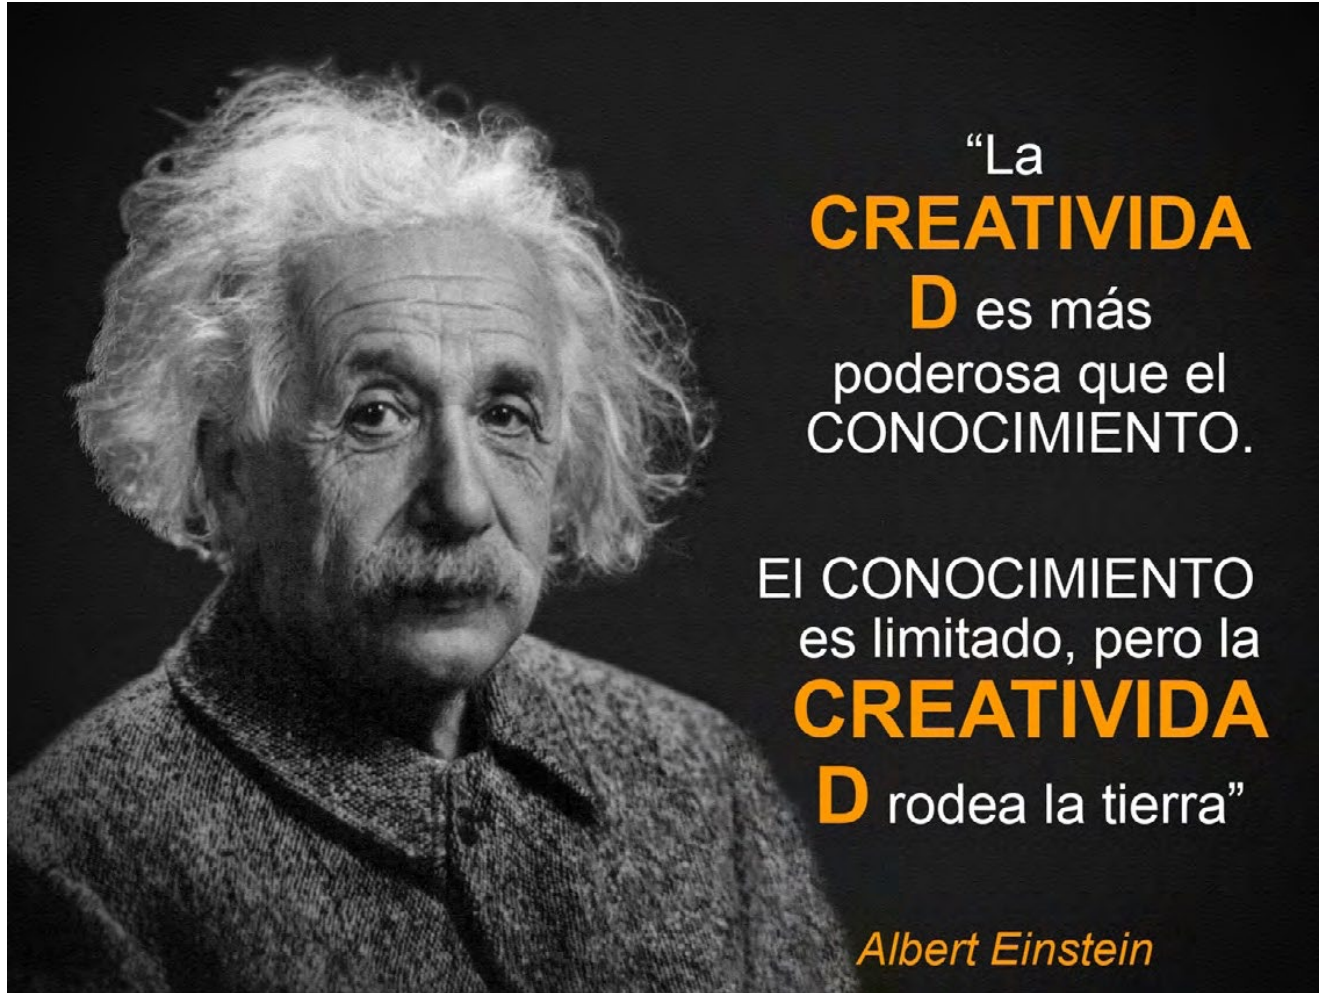 “La
CREATIVIDA
D es más
poderosa que el
CONOCIMIENTO.
El CONOCIMIENTO
es limitado, pero la
CREATIVIDA
D rodea la tierra”
Albert Einstein